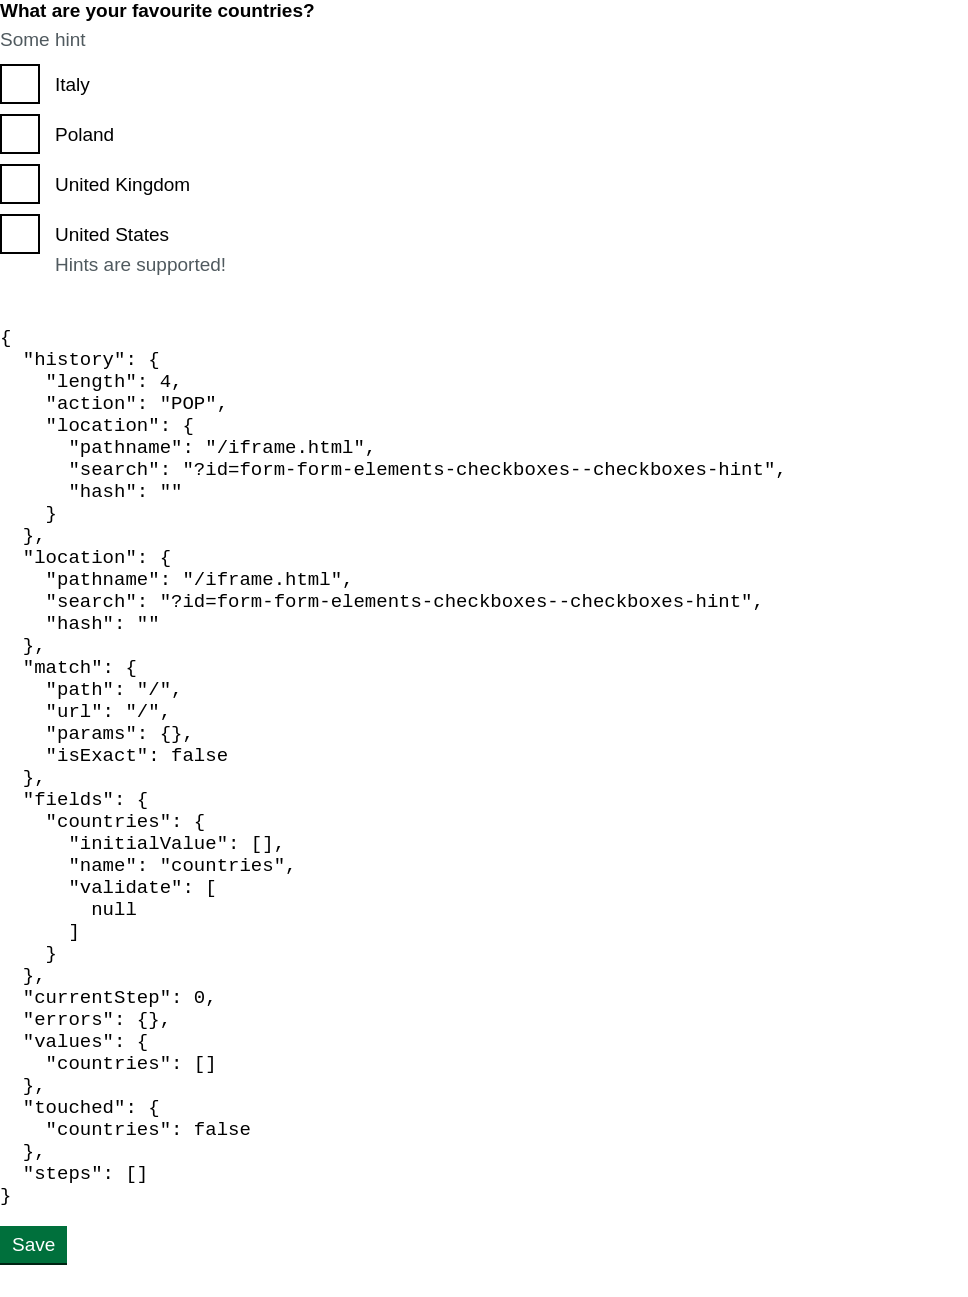 What are your favourite countries?
Some hint
Italy
Poland
United Kingdom
United States
Hints are supported!
{
  "history": {
    "length": 4,
    "action": "POP",
    "location": {
      "pathname": "/iframe.html",
      "search": "?id=form-form-elements-checkboxes--checkboxes-hint",
      "hash": ""
    }
  },
  "location": {
    "pathname": "/iframe.html",
    "search": "?id=form-form-elements-checkboxes--checkboxes-hint",
    "hash": ""
  },
  "match": {
    "path": "/",
    "url": "/",
    "params": {},
    "isExact": false
  },
  "fields": {
    "countries": {
      "initialValue": [],
      "name": "countries",
      "validate": [
        null
      ]
    }
  },
  "currentStep": 0,
  "errors": {},
  "values": {
    "countries": []
  },
  "touched": {
    "countries": false
  },
  "steps": []
}
Save